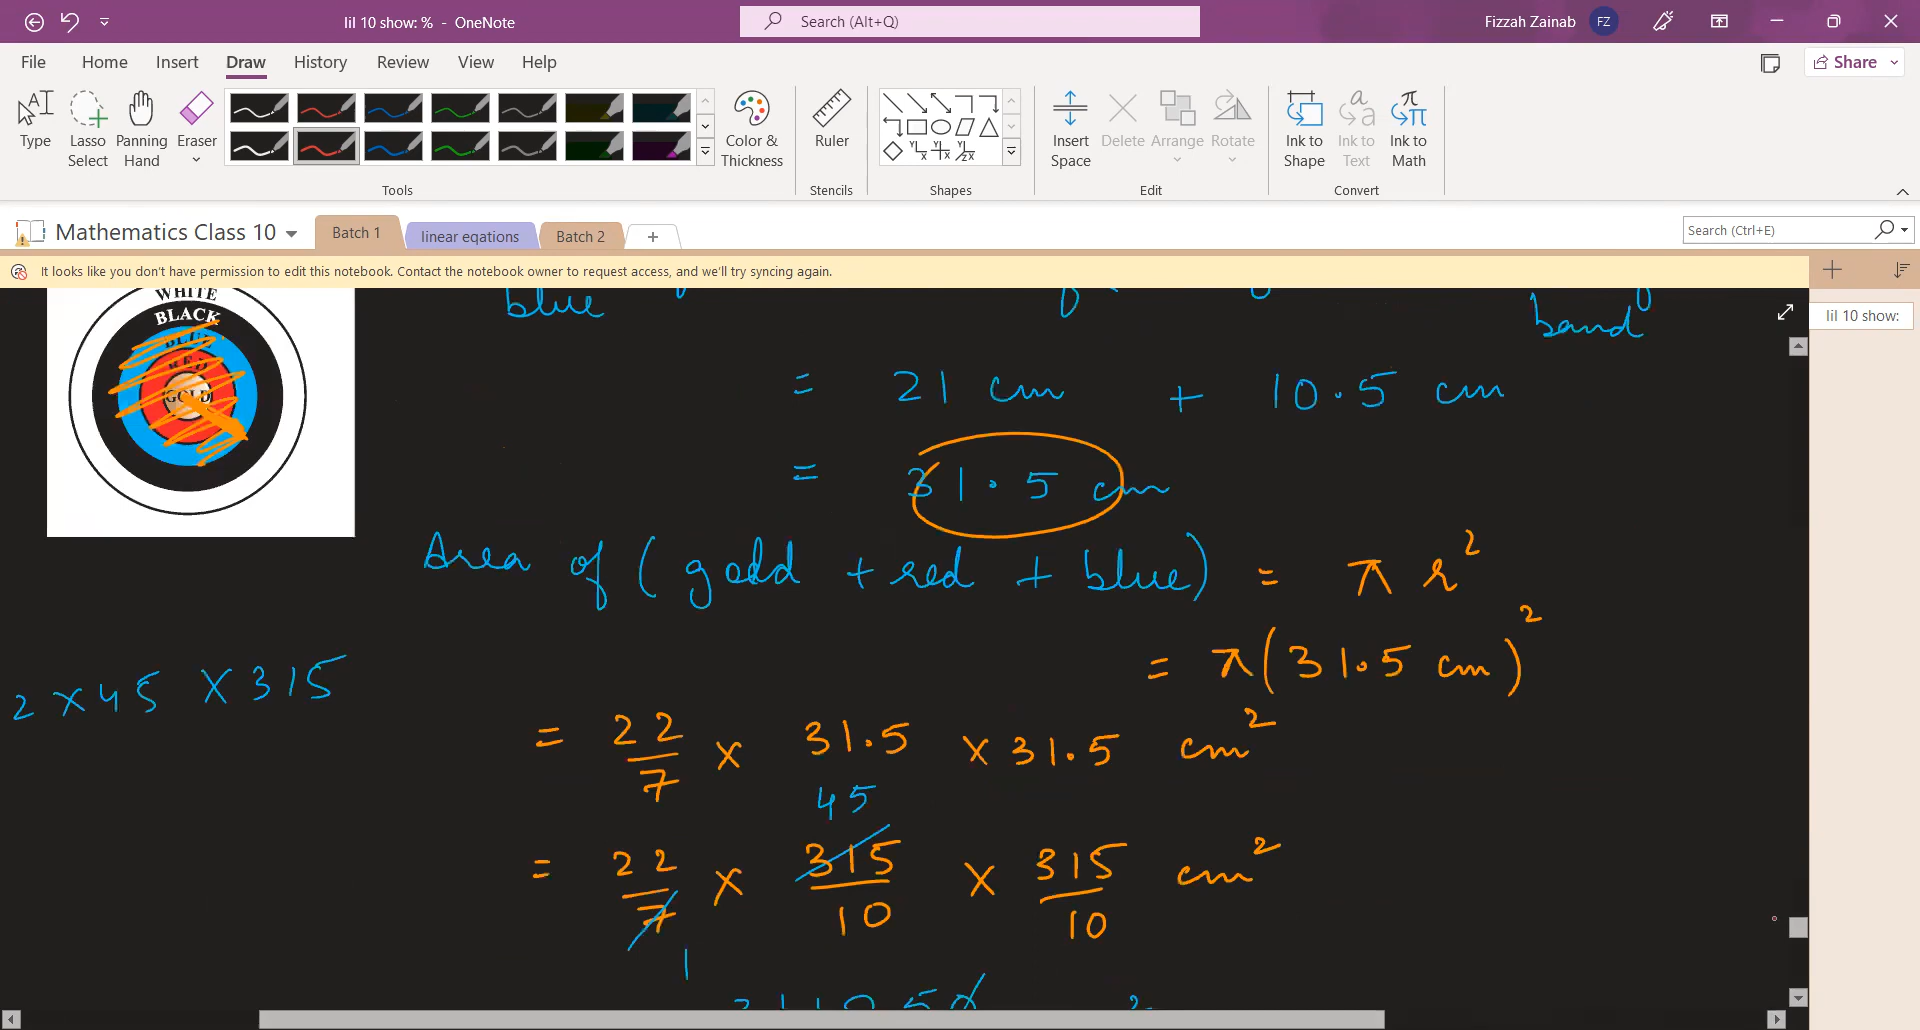 lil 10 show: % - OneNote
Search (Alt+Q)
Fizzah Zainab FZ
File Home Insert Draw History Review View Help
Share
Type
Lasso Select
Panning Hand
Eraser
Color & Thickness
Ruler
Insert Space
Delete
Arrange
Rotate
Ink to Shape
Ink to Text
Ink to Math
Tools
Stencils
Shapes
Edit
Convert
Mathematics Class 10
Batch 1
linear eqations
Batch 2
Search (Ctrl+E)
It looks like you don't have permission to edit this notebook. Contact the notebook owner to request access, and we'll try syncing again.
lil 10 show:
WHITE
BLACK
BLUE
RED
GOLD
blue
band
= 21 cm + 10.5 cm
= 31.5 cm
Area of (gold + red + blue) = π r²
= π(31.5 cm)²
2 × 45 × 315
= 22/7 × 31.5 × 31.5 cm²
45
= 22/7 × 315/10 × 315/10 cm²
1